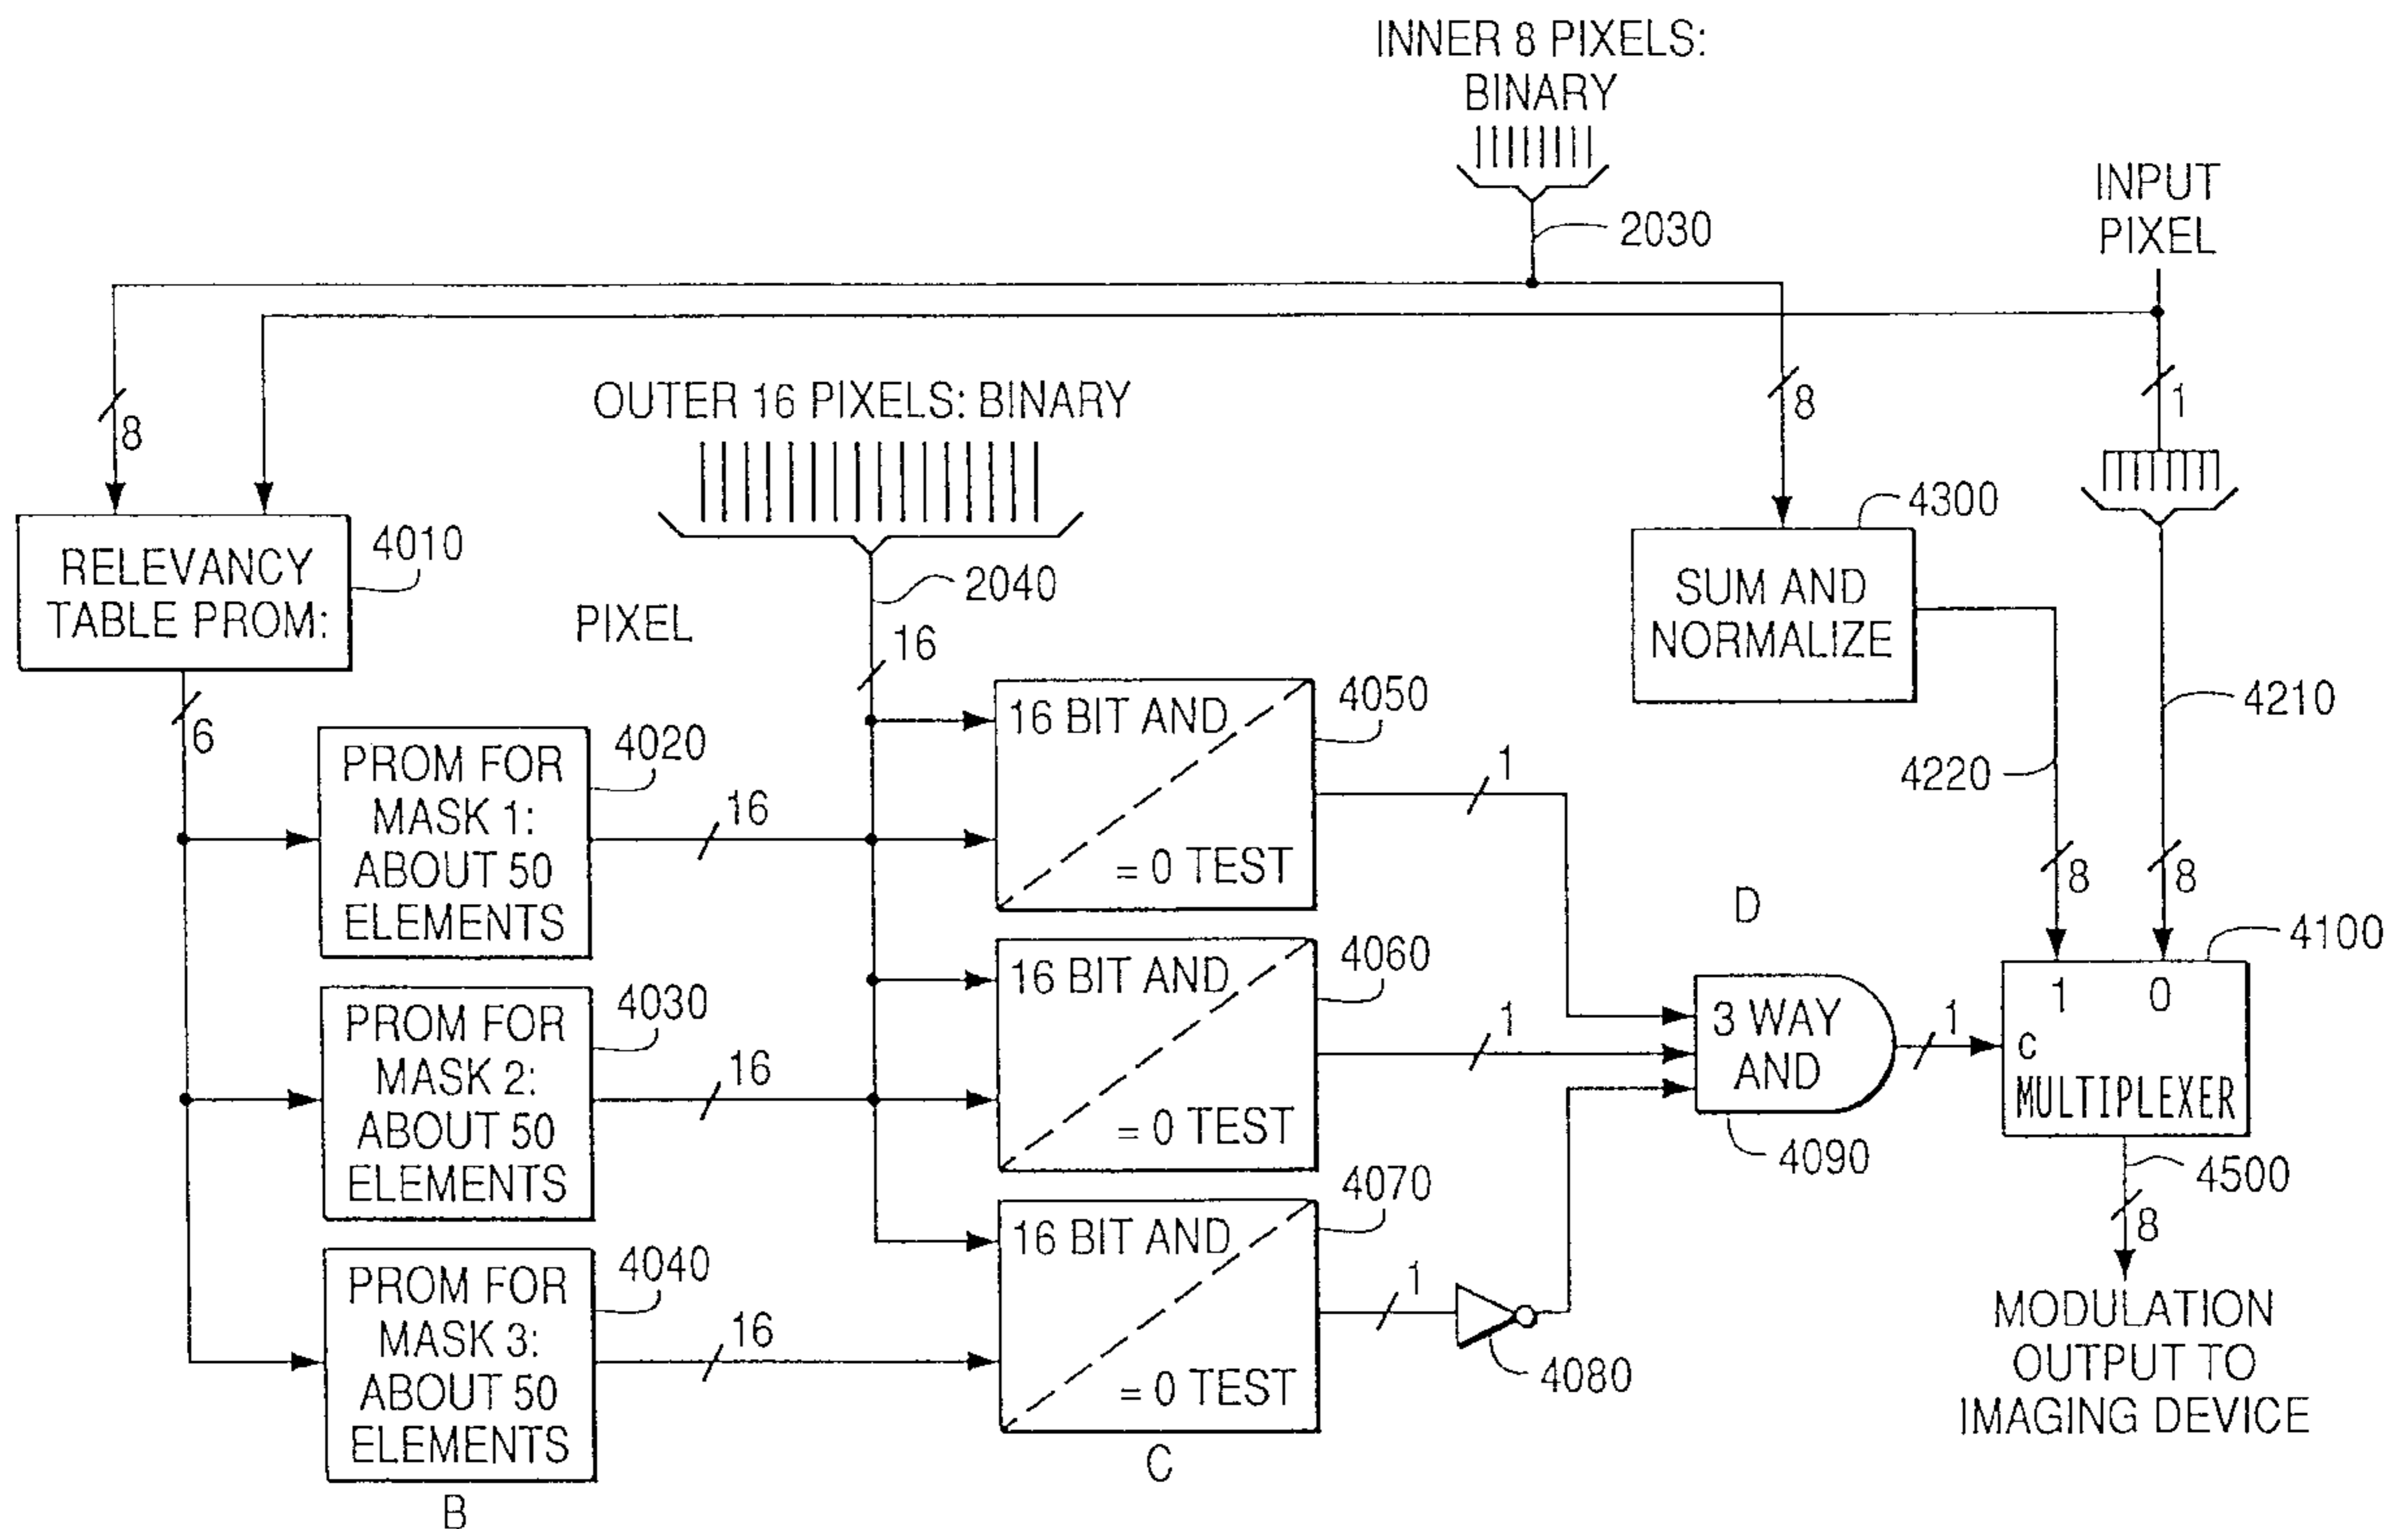 INNER 8 PIXELS:
BINARY
2030
INPUT
PIXEL
8
OUTER 16 PIXELS: BINARY
8
1
RELEVANCY
TABLE PROM:
4010
2040
PIXEL
16
4300
SUM AND
NORMALIZE
4210
4220
6
PROM FOR
MASK 1:
ABOUT 50
ELEMENTS
4020
16
16 BIT AND
= 0 TEST
4050
1
8
8
D
4100
PROM FOR
MASK 2:
ABOUT 50
ELEMENTS
4030
16
16 BIT AND
= 0 TEST
4060
1
3 WAY
AND
4090
1
1 0
c
MULTIPLEXER
4500
8
PROM FOR
MASK 3:
ABOUT 50
ELEMENTS
4040
16
16 BIT AND
= 0 TEST
4070
1
4080
MODULATION
OUTPUT TO
IMAGING DEVICE
C
B